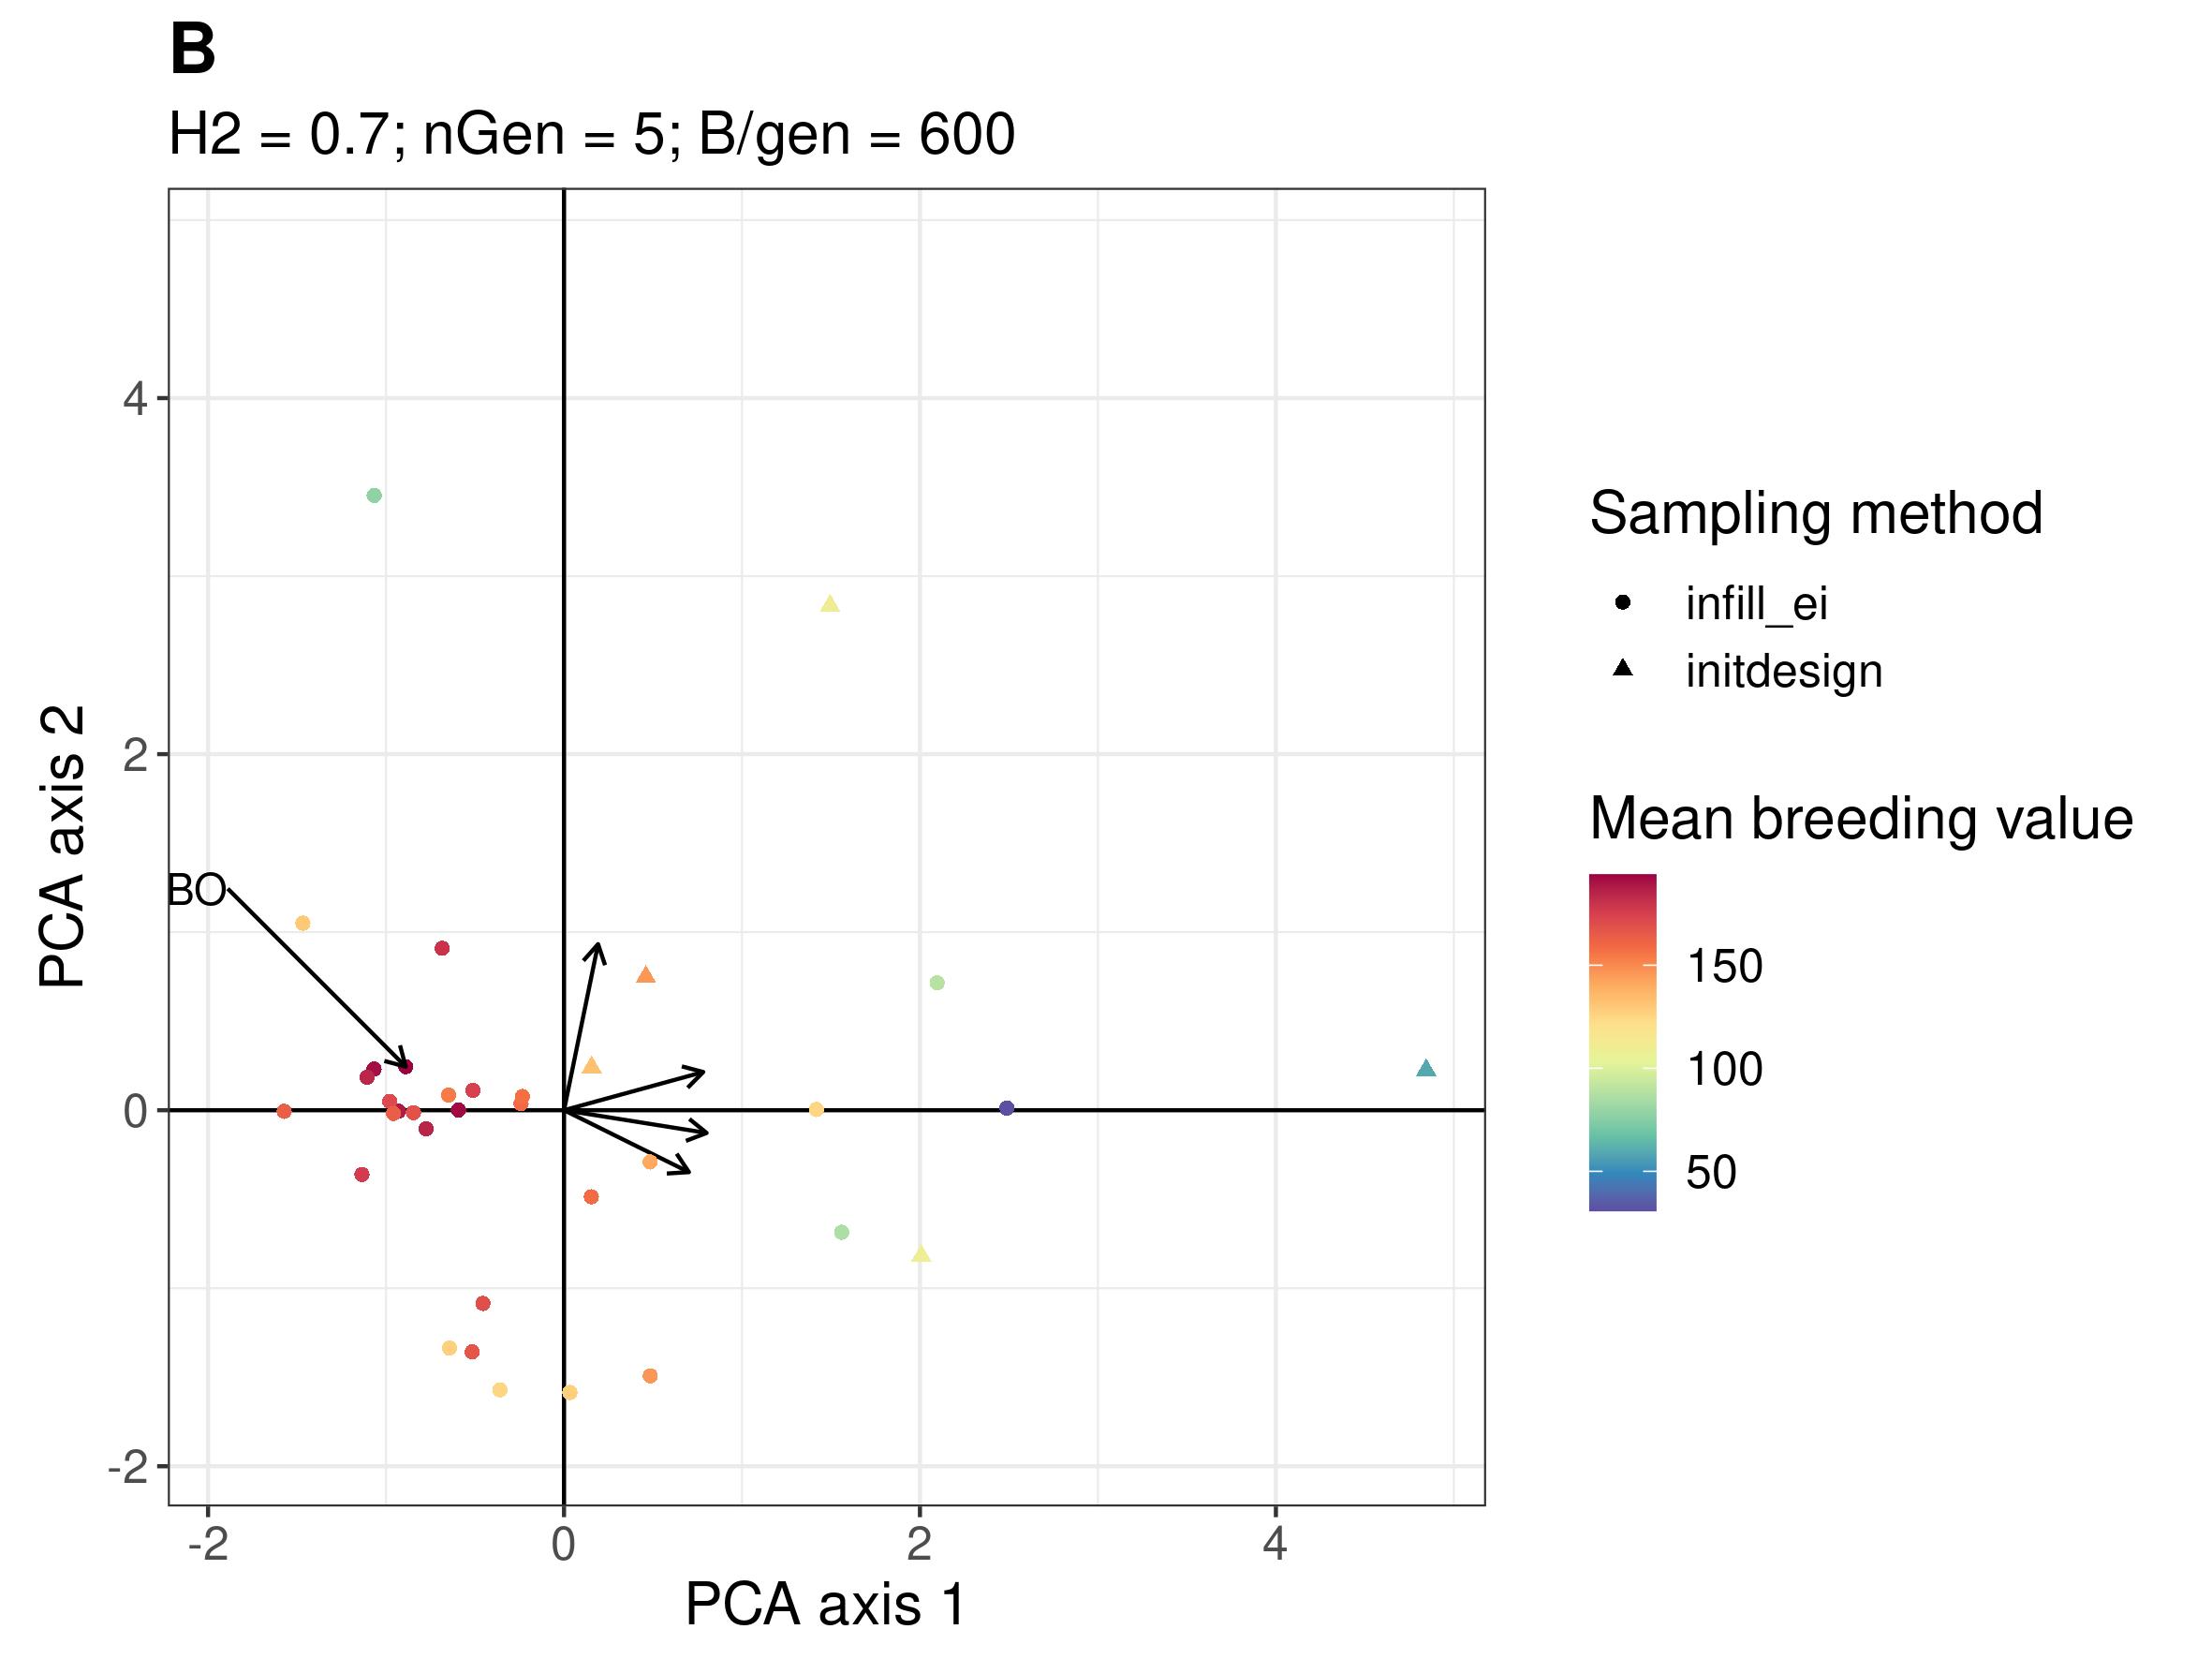 B
H2 = 0.7; nGen = 5; B/gen = 600
PCA axis 2
4
2
0
-2
BO
-2
0
2
4
PCA axis 1
Sampling method
infill_ei
initdesign
Mean breeding value
150
100
50